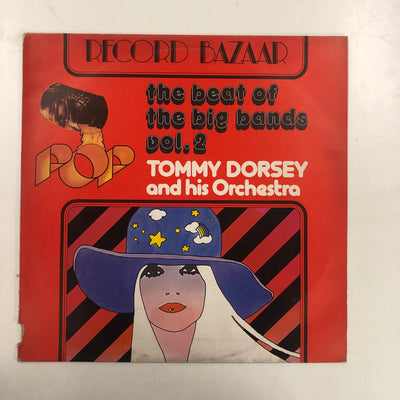 RECORD BAZAAR
the beat of
the big bands
vol. 2
POP
TOMMY DORSEY
and his Orchestra